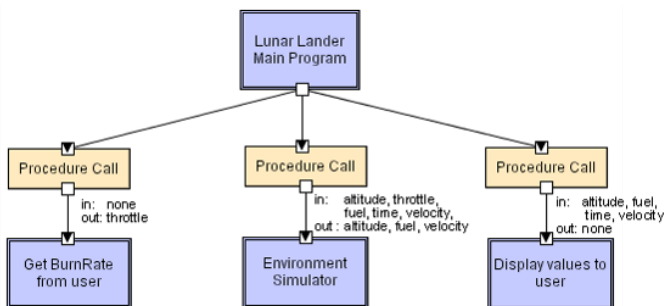 Lunar Lander
Main Program
Procedure Call
Procedure Call
Procedure Call
in: none
out: throttle
in: altitude, throttle,
fuel, time, velocity,
out : altitude, fuel, velocity
in: altitude, fuel,
time, velocity
out: none
Get BurnRate
from user
Environment
Simulator
Display values to
user